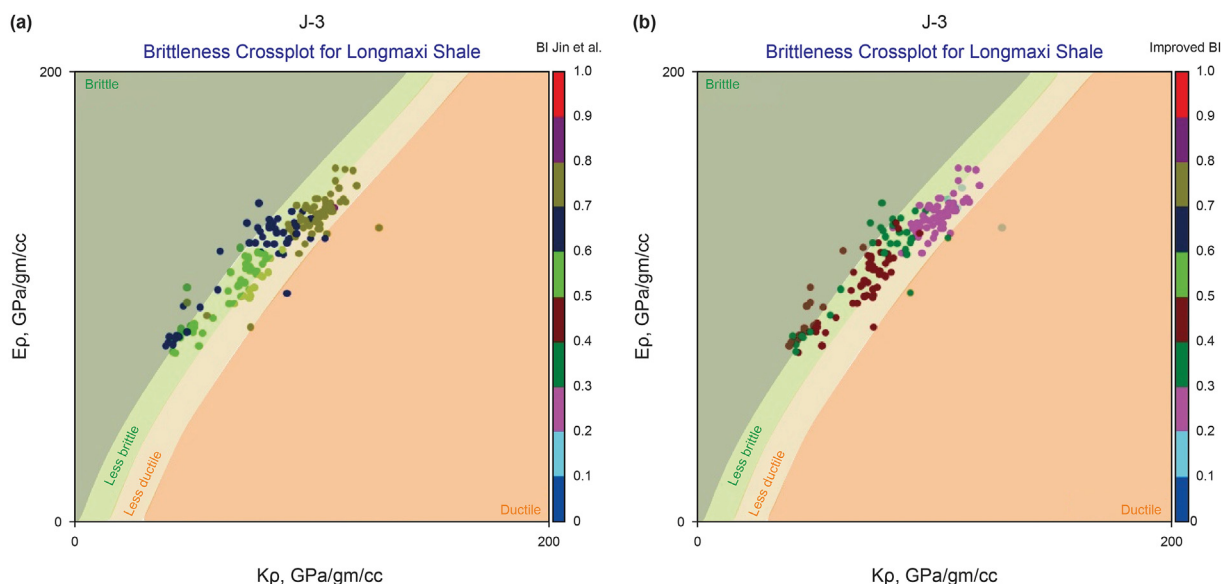 (a)
J-3
Brittleness Crossplot for Longmaxi Shale
BI Jin et al.
200
Brittle
1.0
0.9
0.8
0.7
0.6
0.5
0.4
0.3
0.2
0.1
0
Eρ, GPa/gm/cc
Less brittle
Less ductile
Ductile
0
0
200
Kρ, GPa/gm/cc
(b)
J-3
Brittleness Crossplot for Longmaxi Shale
Improved BI
200
Brittle
1.0
0.9
0.8
0.7
0.6
0.5
0.4
0.3
0.2
0.1
0
Eρ, GPa/gm/cc
Less brittle
Less ductile
Ductile
0
0
200
Kρ, GPa/gm/cc